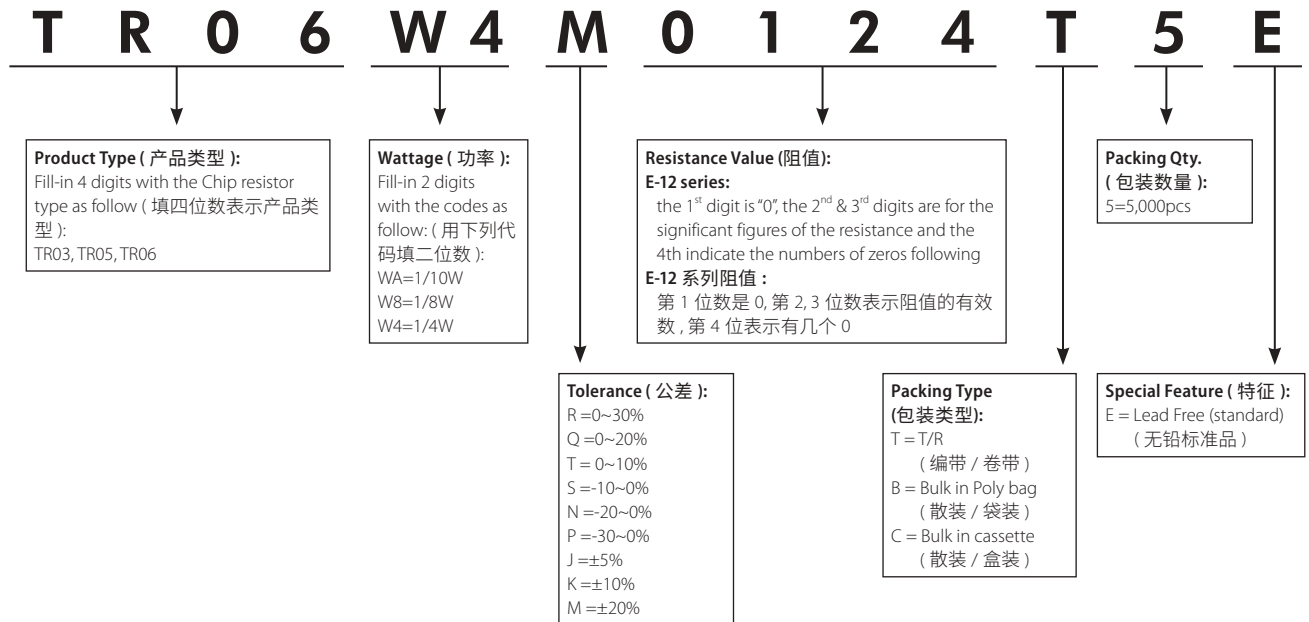 T R 0 6 W 4 M 0 1 2 4 T 5 E
Product Type ( 产品类型 ):
Fill-in 4 digits with the Chip resistor
type as follow ( 填四位数表示产品类
型 ):
TR03, TR05, TR06
Wattage ( 功率 ):
Fill-in 2 digits
with the codes as
follow: ( 用下列代
码填二位数 ):
WA=1/10W
W8=1/8W
W4=1/4W
Resistance Value (阻值):
E-12 series:
the 1st digit is “0”, the 2nd & 3rd digits are for the
significant figures of the resistance and the
4th indicate the numbers of zeros following
E-12 系列阻值 :
第 1 位数是 0, 第 2, 3 位数表示阻值的有效
数 , 第 4 位表示有几个 0
Packing Qty.
( 包装数量 ):
5=5,000pcs
Tolerance ( 公差 ):
R =0~30%
Q =0~20%
T = 0~10%
S =-10~0%
N =-20~0%
P =-30~0%
J =±5%
K =±10%
M =±20%
Packing Type
(包装类型):
T = T/R
( 编带 / 卷带 )
B = Bulk in Poly bag
( 散装 / 袋装 )
C = Bulk in cassette
( 散装 / 盒装 )
Special Feature ( 特征 ):
E = Lead Free (standard)
( 无铅标准品 )